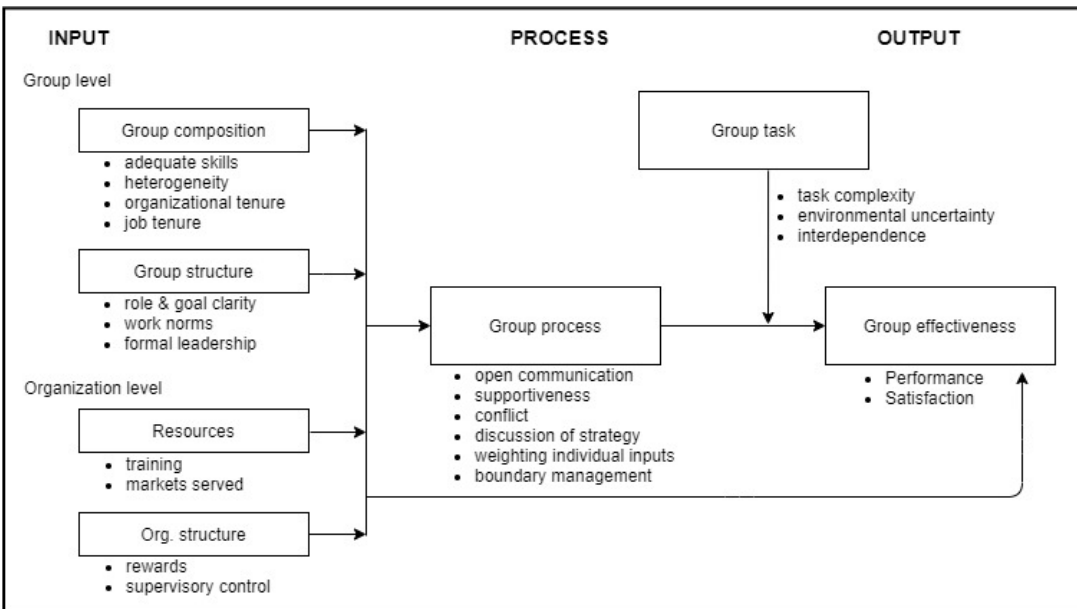 INPUT
PROCESS
OUTPUT
Group level
Group composition
adequate skills
heterogeneity
organizational tenure
job tenure
Group structure
role & goal clarity
work norms
formal leadership
Organization level
Resources
training
markets served
Org. structure
rewards
supervisory control
Group process
open communication
supportiveness
conflict
discussion of strategy
weighting individual inputs
boundary management
Group task
task complexity
environmental uncertainty
interdependence
Group effectiveness
Performance
Satisfaction